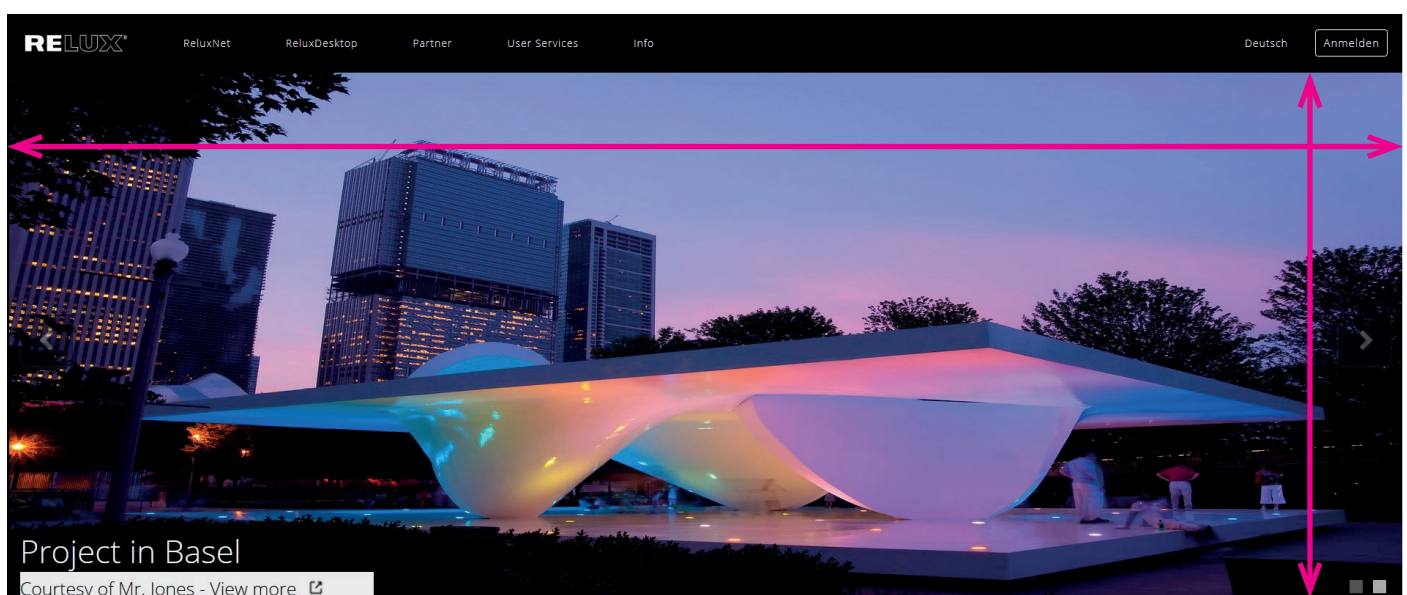 RELUX®
ReluxNet
ReluxDesktop
Partner
User Services
Info
Deutsch
Anmelden
Project in Basel
Courtesy of Mr. Jones - View more